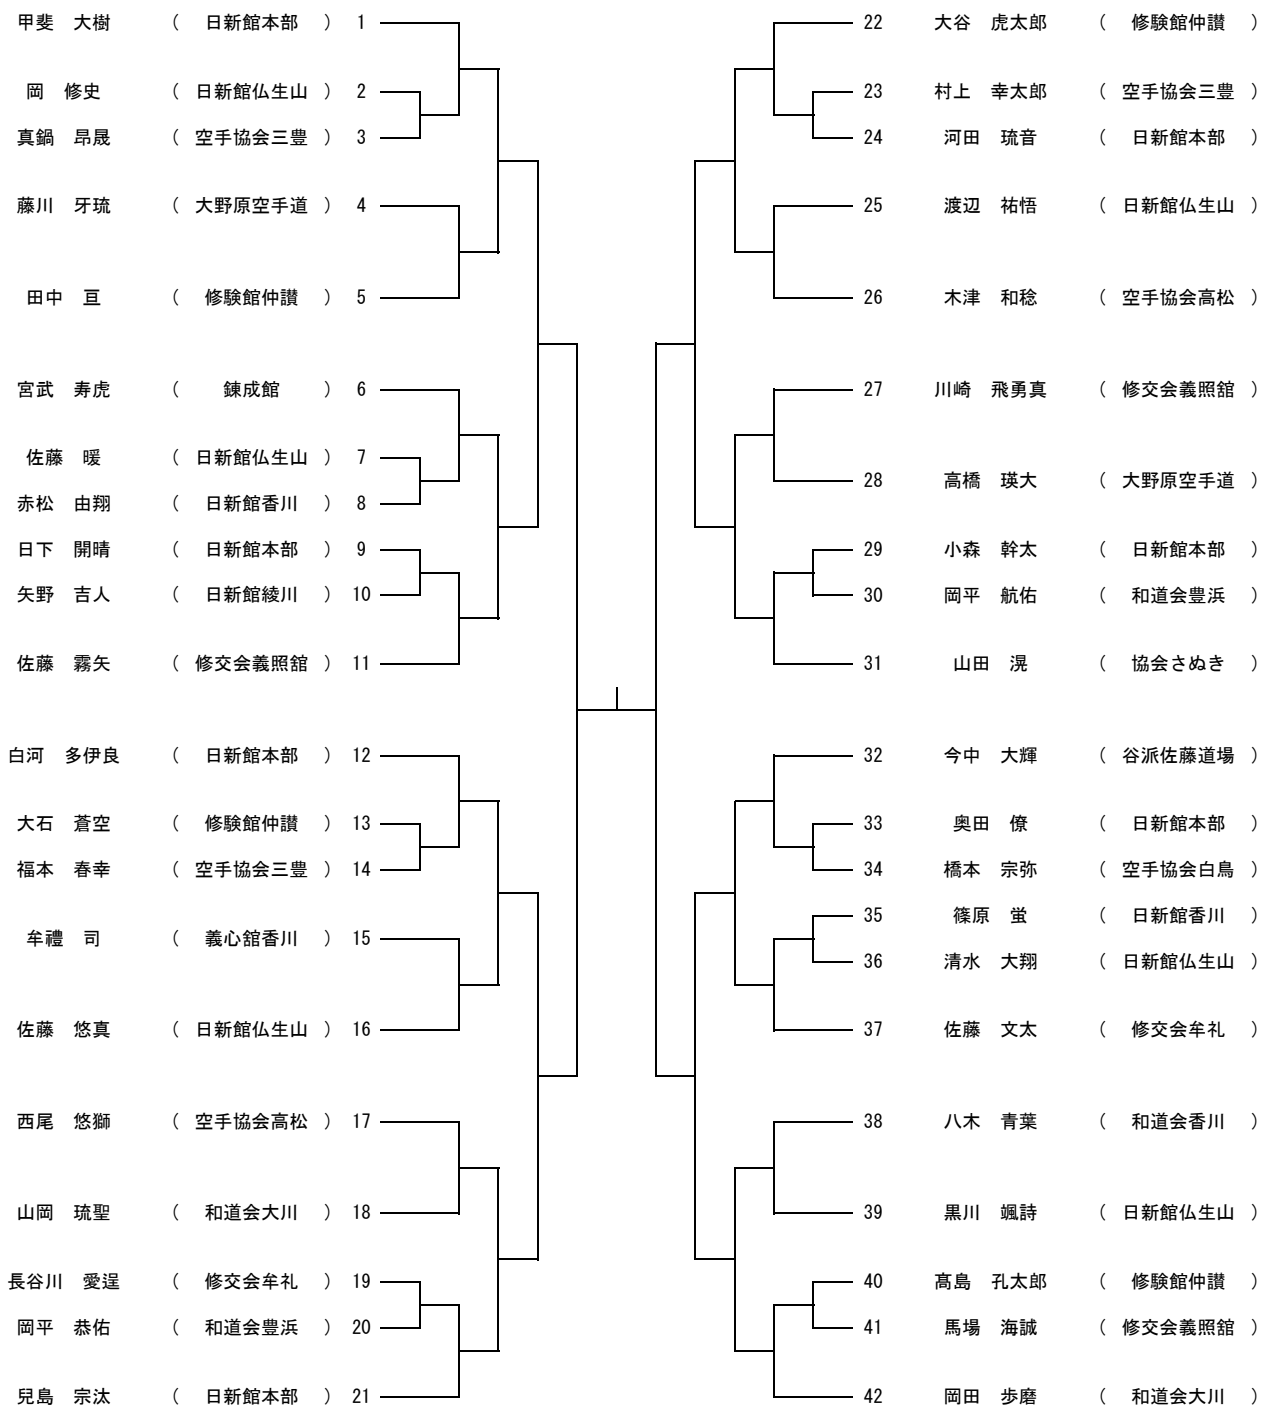 甲斐　大樹　（　日新館本部　）　1
岡　修史　（　日新館仏生山　）　2
真鍋　昂晟　（　空手協会三豊　）　3
藤川　牙琉　（　大野原空手道　）　4
田中　亘　（　修験館仲讃　）　5
宮武　寿虎　（　錬成館　）　6
佐藤　暖　（　日新館仏生山　）　7
赤松　由翔　（　日新館香川　）　8
日下　開晴　（　日新館本部　）　9
矢野　吉人　（　日新館綾川　）　10
佐藤　霧矢　（　修交会義照舘　）　11
白河　多伊良　（　日新館本部　）　12
大石　蒼空　（　修験館仲讃　）　13
福本　春幸　（　空手協会三豊　）　14
牟禮　司　（　義心舘香川　）　15
佐藤　悠真　（　日新館仏生山　）　16
西尾　悠獅　（　空手協会高松　）　17
山岡　琉聖　（　和道会大川　）　18
長谷川　愛逞　（　修交会牟礼　）　19
岡平　恭佑　（　和道会豊浜　）　20
兒島　宗汰　（　日新館本部　）　21
22　大谷　虎太郎　（　修験館仲讃　）
23　村上　幸太郎　（　空手協会三豊　）
24　河田　琉音　（　日新館本部　）
25　渡辺　祐悟　（　日新館仏生山　）
26　木津　和稔　（　空手協会高松　）
27　川崎　飛勇真　（　修交会義照舘　）
28　高橋　瑛大　（　大野原空手道　）
29　小森　幹太　（　日新館本部　）
30　岡平　航佑　（　和道会豊浜　）
31　山田　滉　（　協会さぬき　）
32　今中　大輝　（　谷派佐藤道場　）
33　奥田　僚　（　日新館本部　）
34　橋本　宗弥　（　空手協会白鳥　）
35　篠原　蛍　（　日新館香川　）
36　清水　大翔　（　日新館仏生山　）
37　佐藤　文太　（　修交会牟礼　）
38　八木　青葉　（　和道会香川　）
39　黒川　颯詩　（　日新館仏生山　）
40　髙島　孔太郎　（　修験館仲讃　）
41　馬場　海誠　（　修交会義照舘　）
42　岡田　歩磨　（　和道会大川　）